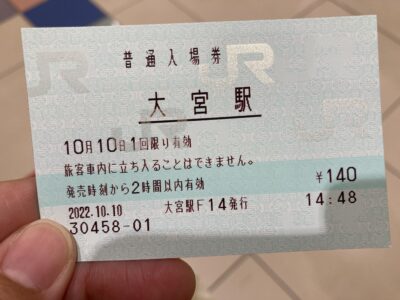 普通入場券
大宮駅
10月10日1回限り有効
旅客車内に立ち入ることはできません。
発売時刻から2時間以内有効 ¥140
2022.10.10 大宮駅F14発行 14:48
30458-01
JR
JR
JR